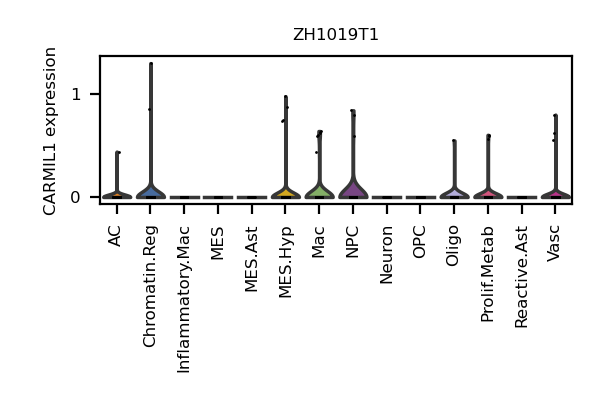 ZH1019T1
CARMIL1 expression
1
0
AC
Chromatin.Reg
Inflammatory.Mac
MES
MES.Ast
MES.Hyp
Mac
NPC
Neuron
OPC
Oligo
Prolif.Metab
Reactive.Ast
Vasc